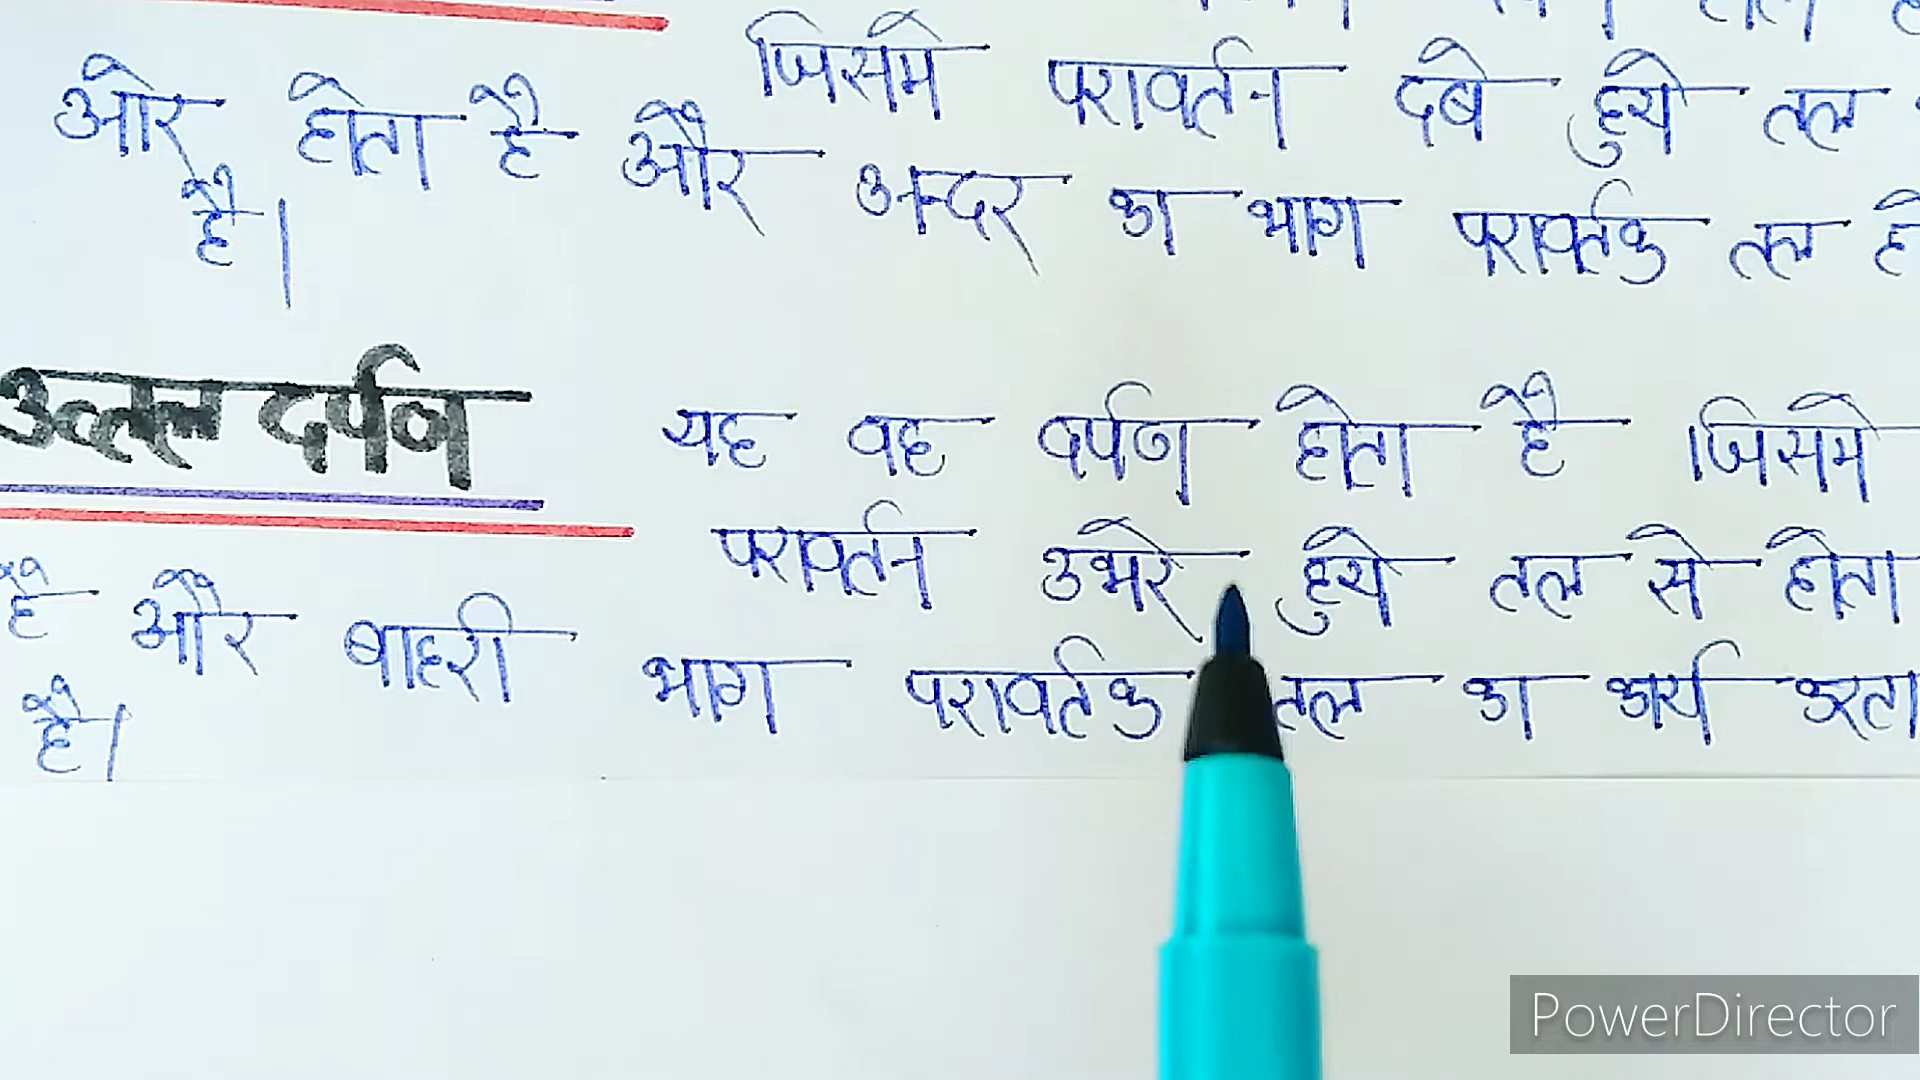 जिसमे परावर्तन दबे हुये तल
ओर होता है और अन्दर का भाग परावर्तक तल
है।
उत्तल दर्पण यह वह दर्पण होता है जिसमे
परावर्तन उभरे हुये तल से होता
है और बाहरी भाग परावर्तक तल का कार्य करता
है।
PowerDirector